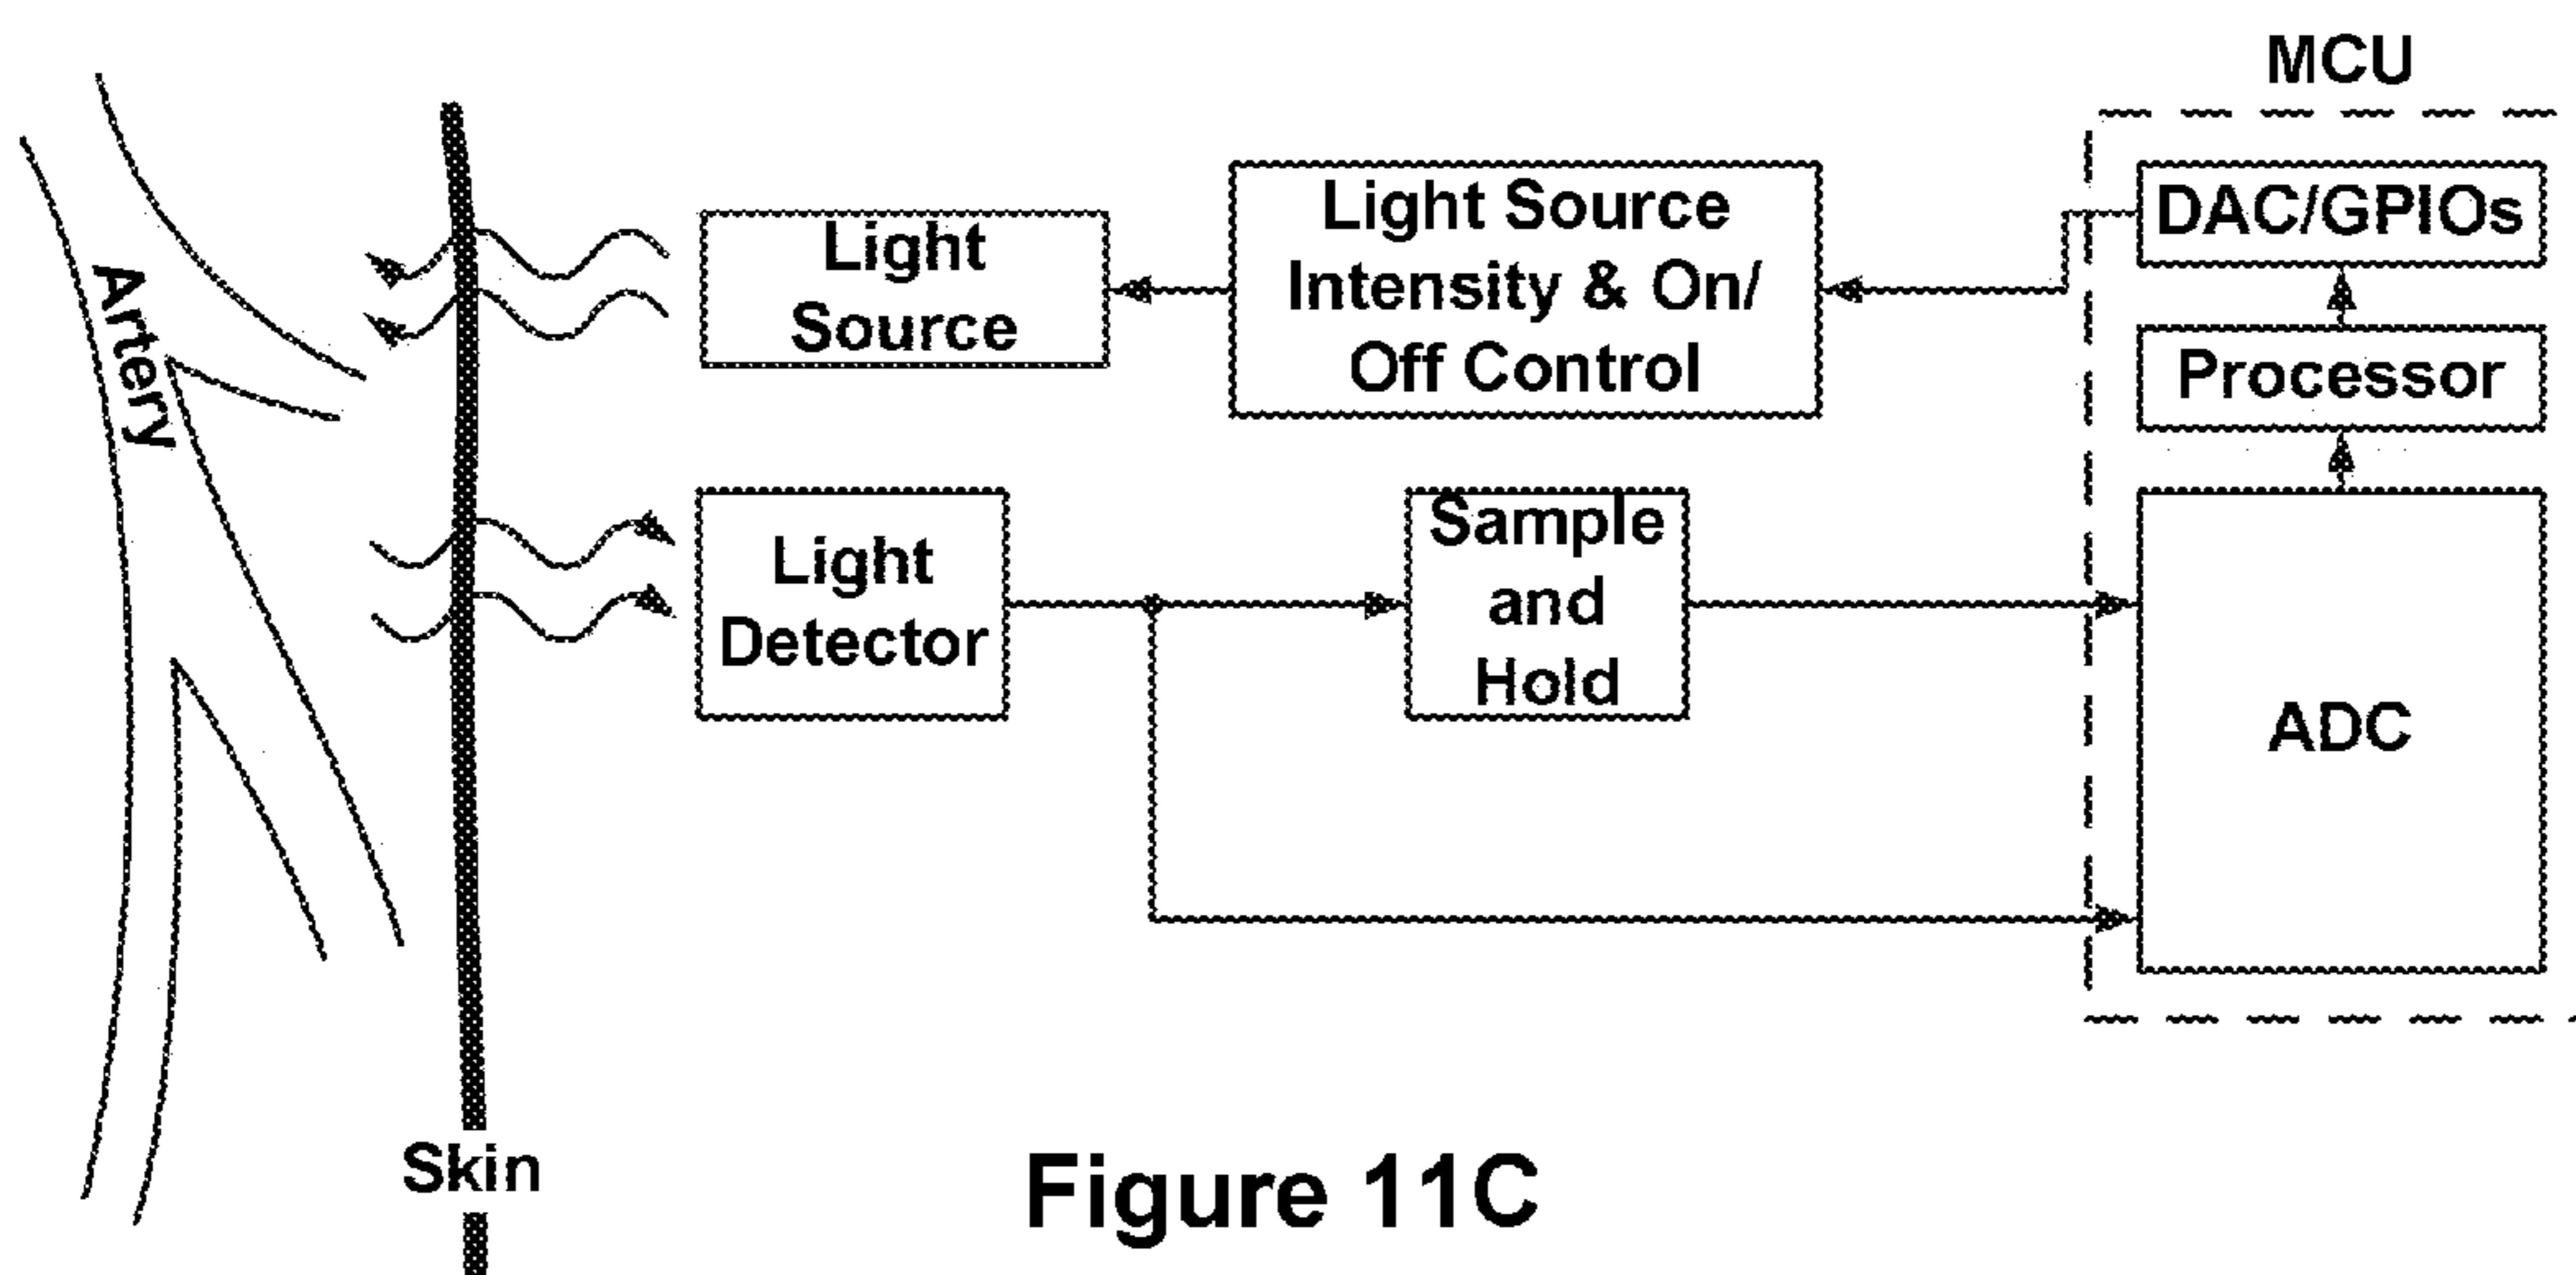 MCU
Light Source
Intensity & On/
Off Control
DAC/GPIOs
Light
Source
Processor
Artery
Light
Detector
Sample
and
Hold
ADC
Skin
Figure 11C